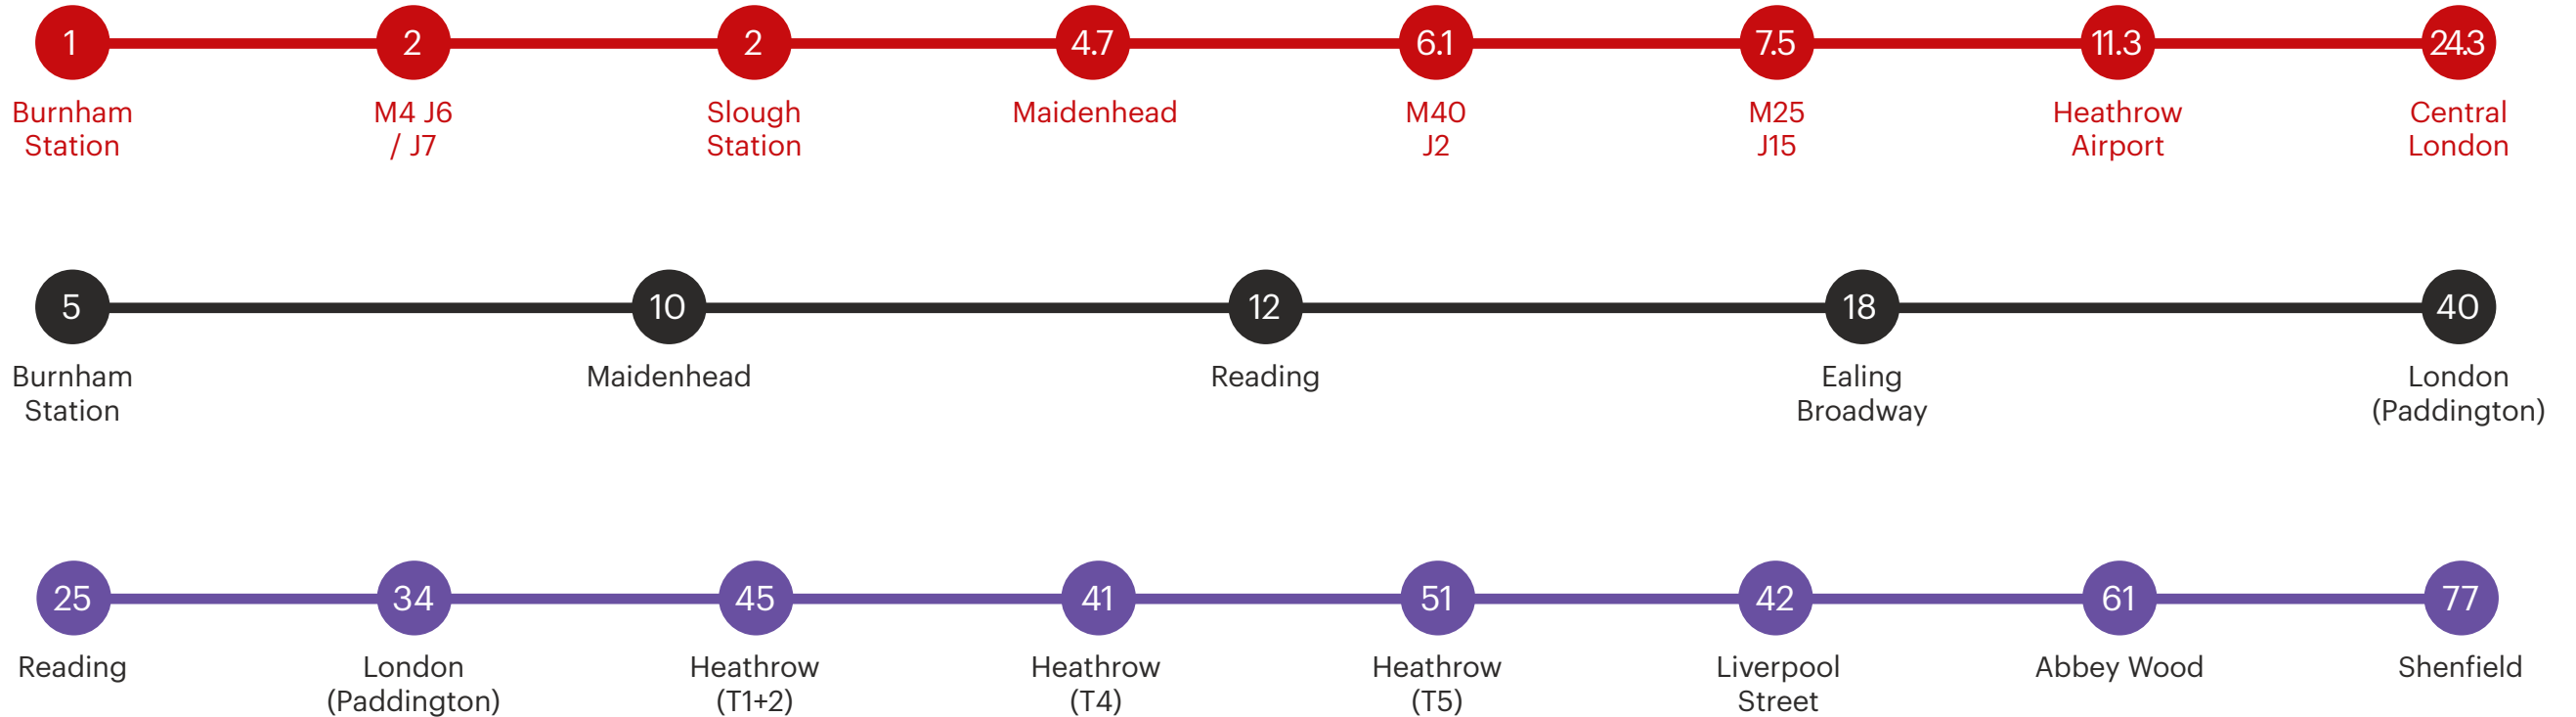 1 2 2 4.7 6.1 7.5 11.3 24.3
Burnham M4 J6 Slough Maidenhead M40 M25 Heathrow Central
Station / J7 Station J2 J15 Airport London
5 10 12 18 40
Burnham Maidenhead Reading Ealing London
Station Broadway (Paddington)
25 34 45 41 51 42 61 77
Reading London Heathrow Heathrow Heathrow Liverpool Abbey Wood Shenfield
(Paddington) (T1+2) (T4) (T5) Street